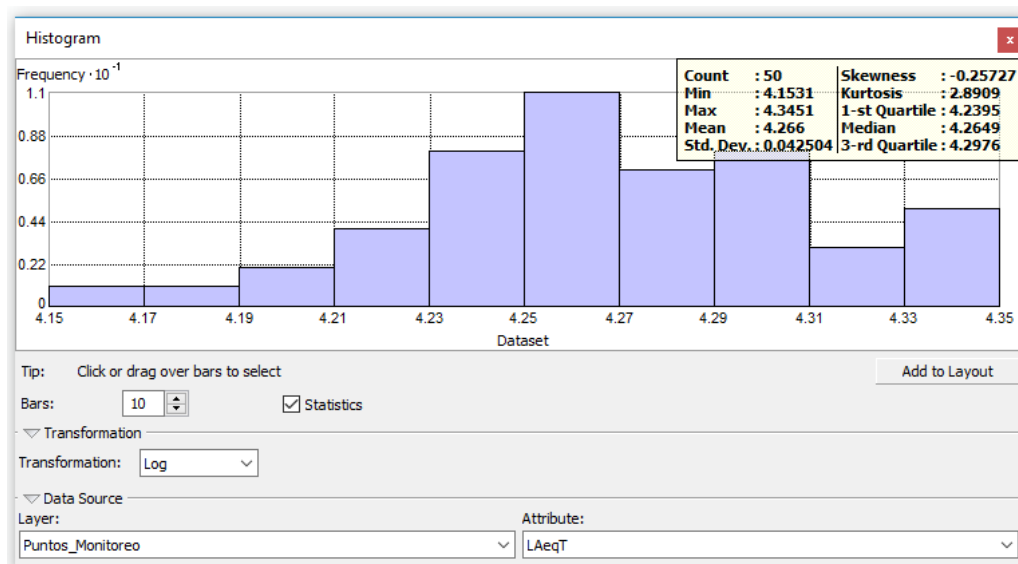 Histogram
x
Frequency · 10 -1
Count : 50 Skewness : -0.25727
Min : 4.1531 Kurtosis : 2.8909
Max : 4.3451 1-st Quartile : 4.2395
Mean : 4.266 Median : 4.2649
Std. Dev. : 0.042504 3-rd Quartile : 4.2976
1.1
0.88
0.66
0.44
0.22
0
4.15 4.17 4.19 4.21 4.23 4.25 4.27 4.29 4.31 4.33 4.35
Dataset
Tip: Click or drag over bars to select Add to Layout
Bars: 10 Statistics
Transformation
Transformation: Log
Data Source
Layer: Attribute:
Puntos_Monitoreo LAeqT